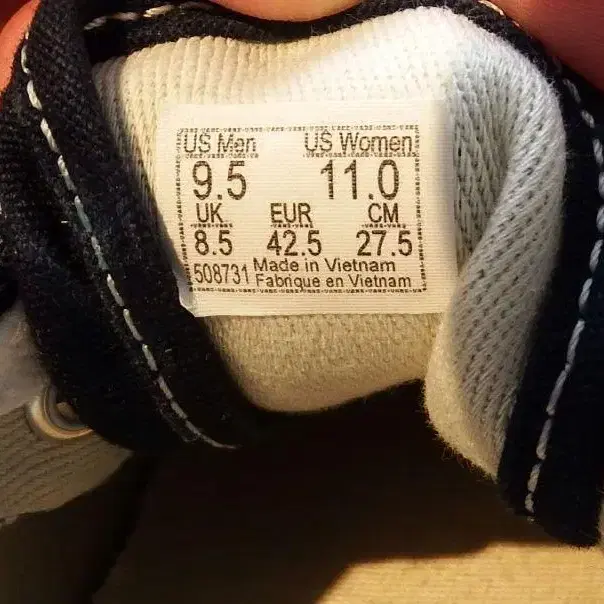 US Men US Women
9.5 11.0
UK EUR CM
8.5 42.5 27.5
508731 Made in Vietnam
Fabrique en Vietnam